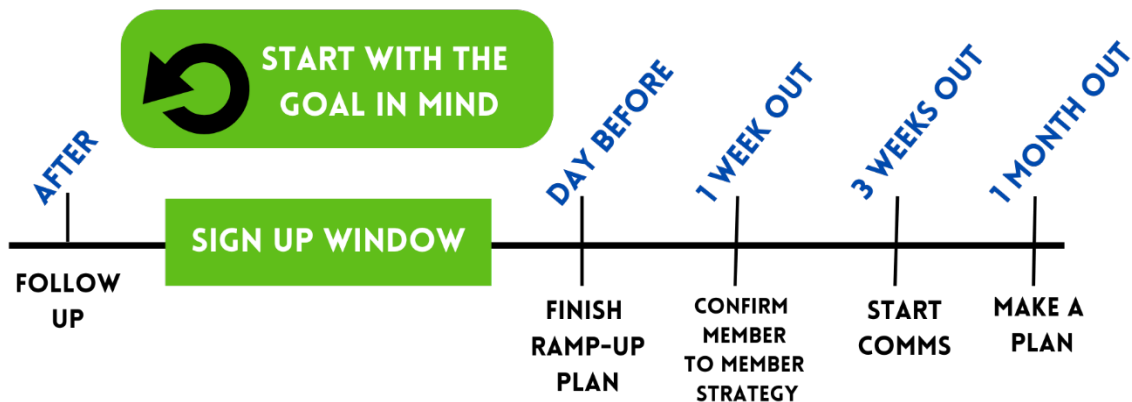 START WITH THE
GOAL IN MIND
AFTER
DAY BEFORE
1 WEEK OUT
3 WEEKS OUT
1 MONTH OUT
SIGN UP WINDOW
FOLLOW
UP
FINISH
RAMP-UP
PLAN
CONFIRM
MEMBER
TO MEMBER
STRATEGY
START
COMMS
MAKE A
PLAN